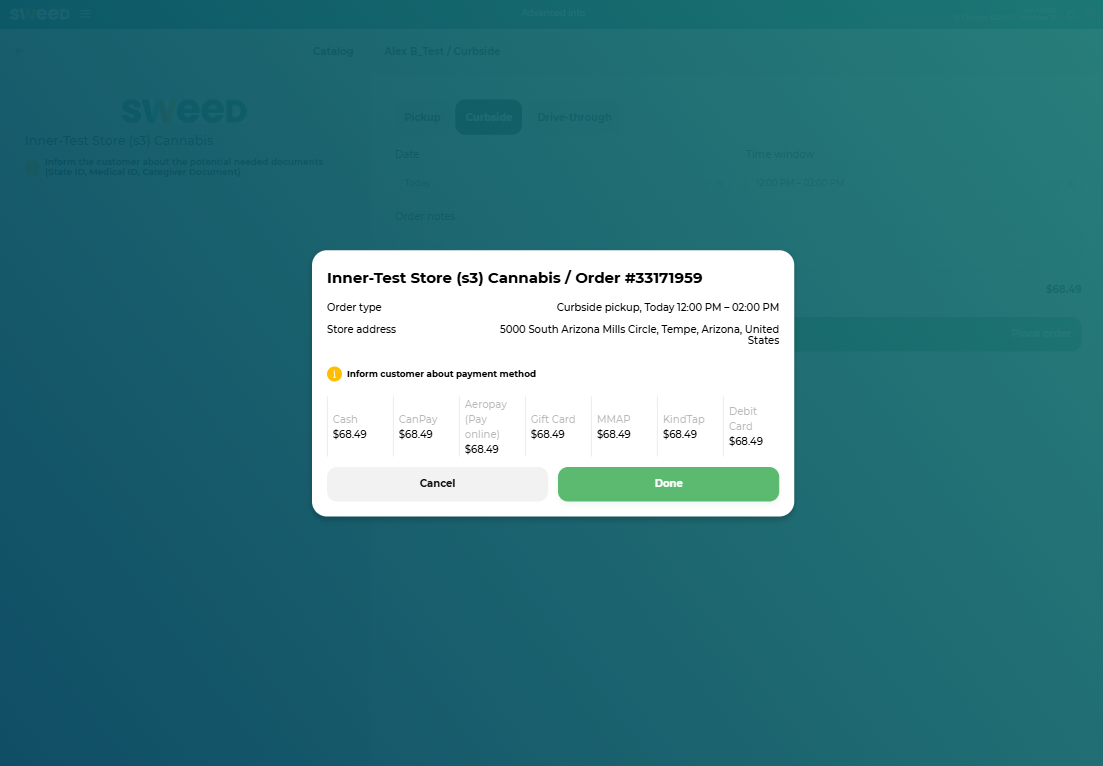 sweed
Advanced info
Catalog
Alex B_Test / Curbside
sweed
Inner-Test Store (s3) Cannabis
Inform the customer about the potential needed documents
(State ID, Medical ID, Caregiver Document)
Pickup
Curbside
Drive-through
Date
Time window
Today
12:00 PM – 02:00 PM
Order notes
$68.49
Place order
Inner-Test Store (s3) Cannabis / Order #33171959
Order type
Curbside pickup, Today 12:00 PM – 02:00 PM
Store address
5000 South Arizona Mills Circle, Tempe, Arizona, United
States
Inform customer about payment method
Cash
$68.49
CanPay
$68.49
Aeropay
(Pay
online)
$68.49
Gift Card
$68.49
MMAP
$68.49
KindTap
$68.49
Debit
Card
$68.49
Cancel
Done